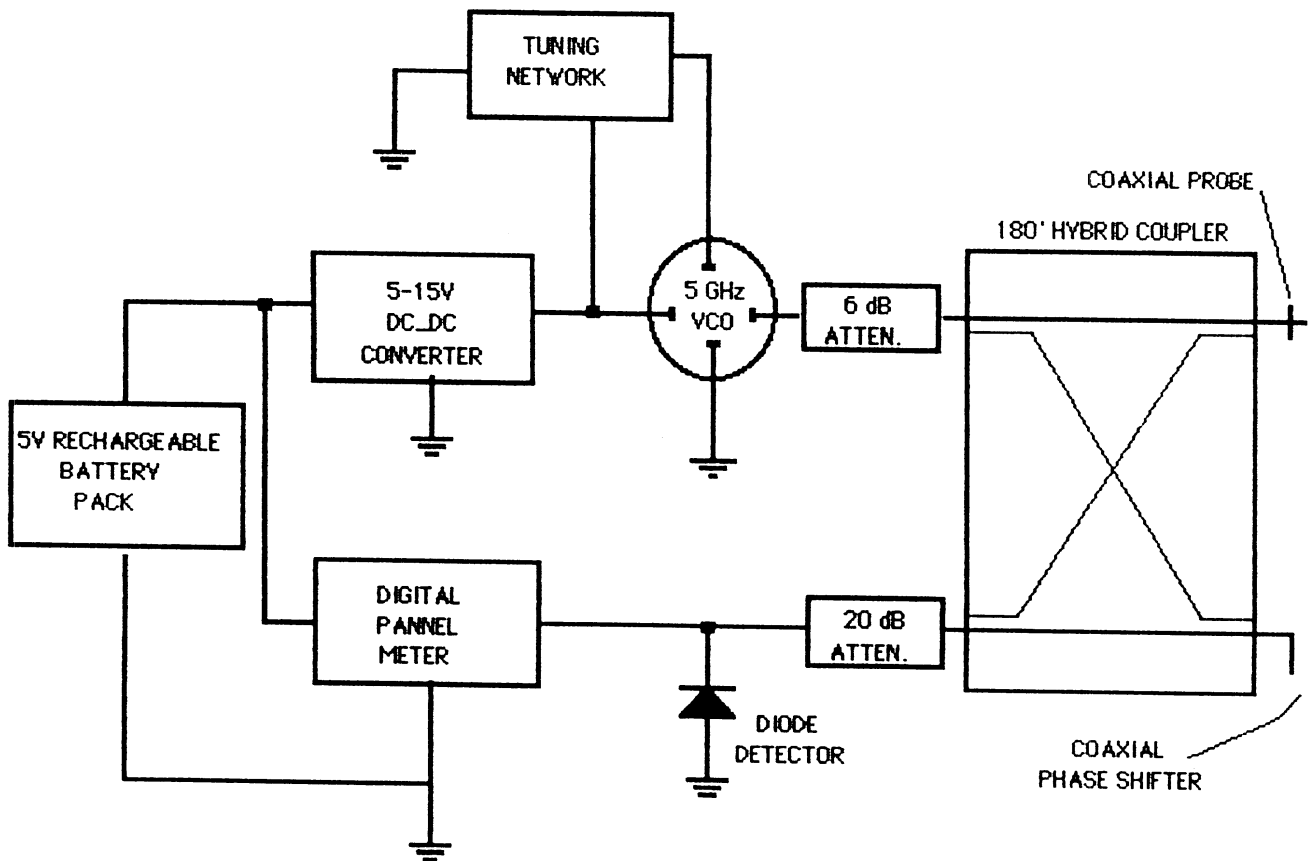 TUNING
NETWORK
COAXIAL PROBE
180' HYBRID COUPLER
5-15V
DC_DC
CONVERTER
5 GHz
VCO
6 dB
ATTEN.
5V RECHARGEABLE
BATTERY
PACK
DIGITAL
PANNEL
METER
20 dB
ATTEN.
DIODE
DETECTOR
COAXIAL
PHASE SHIFTER